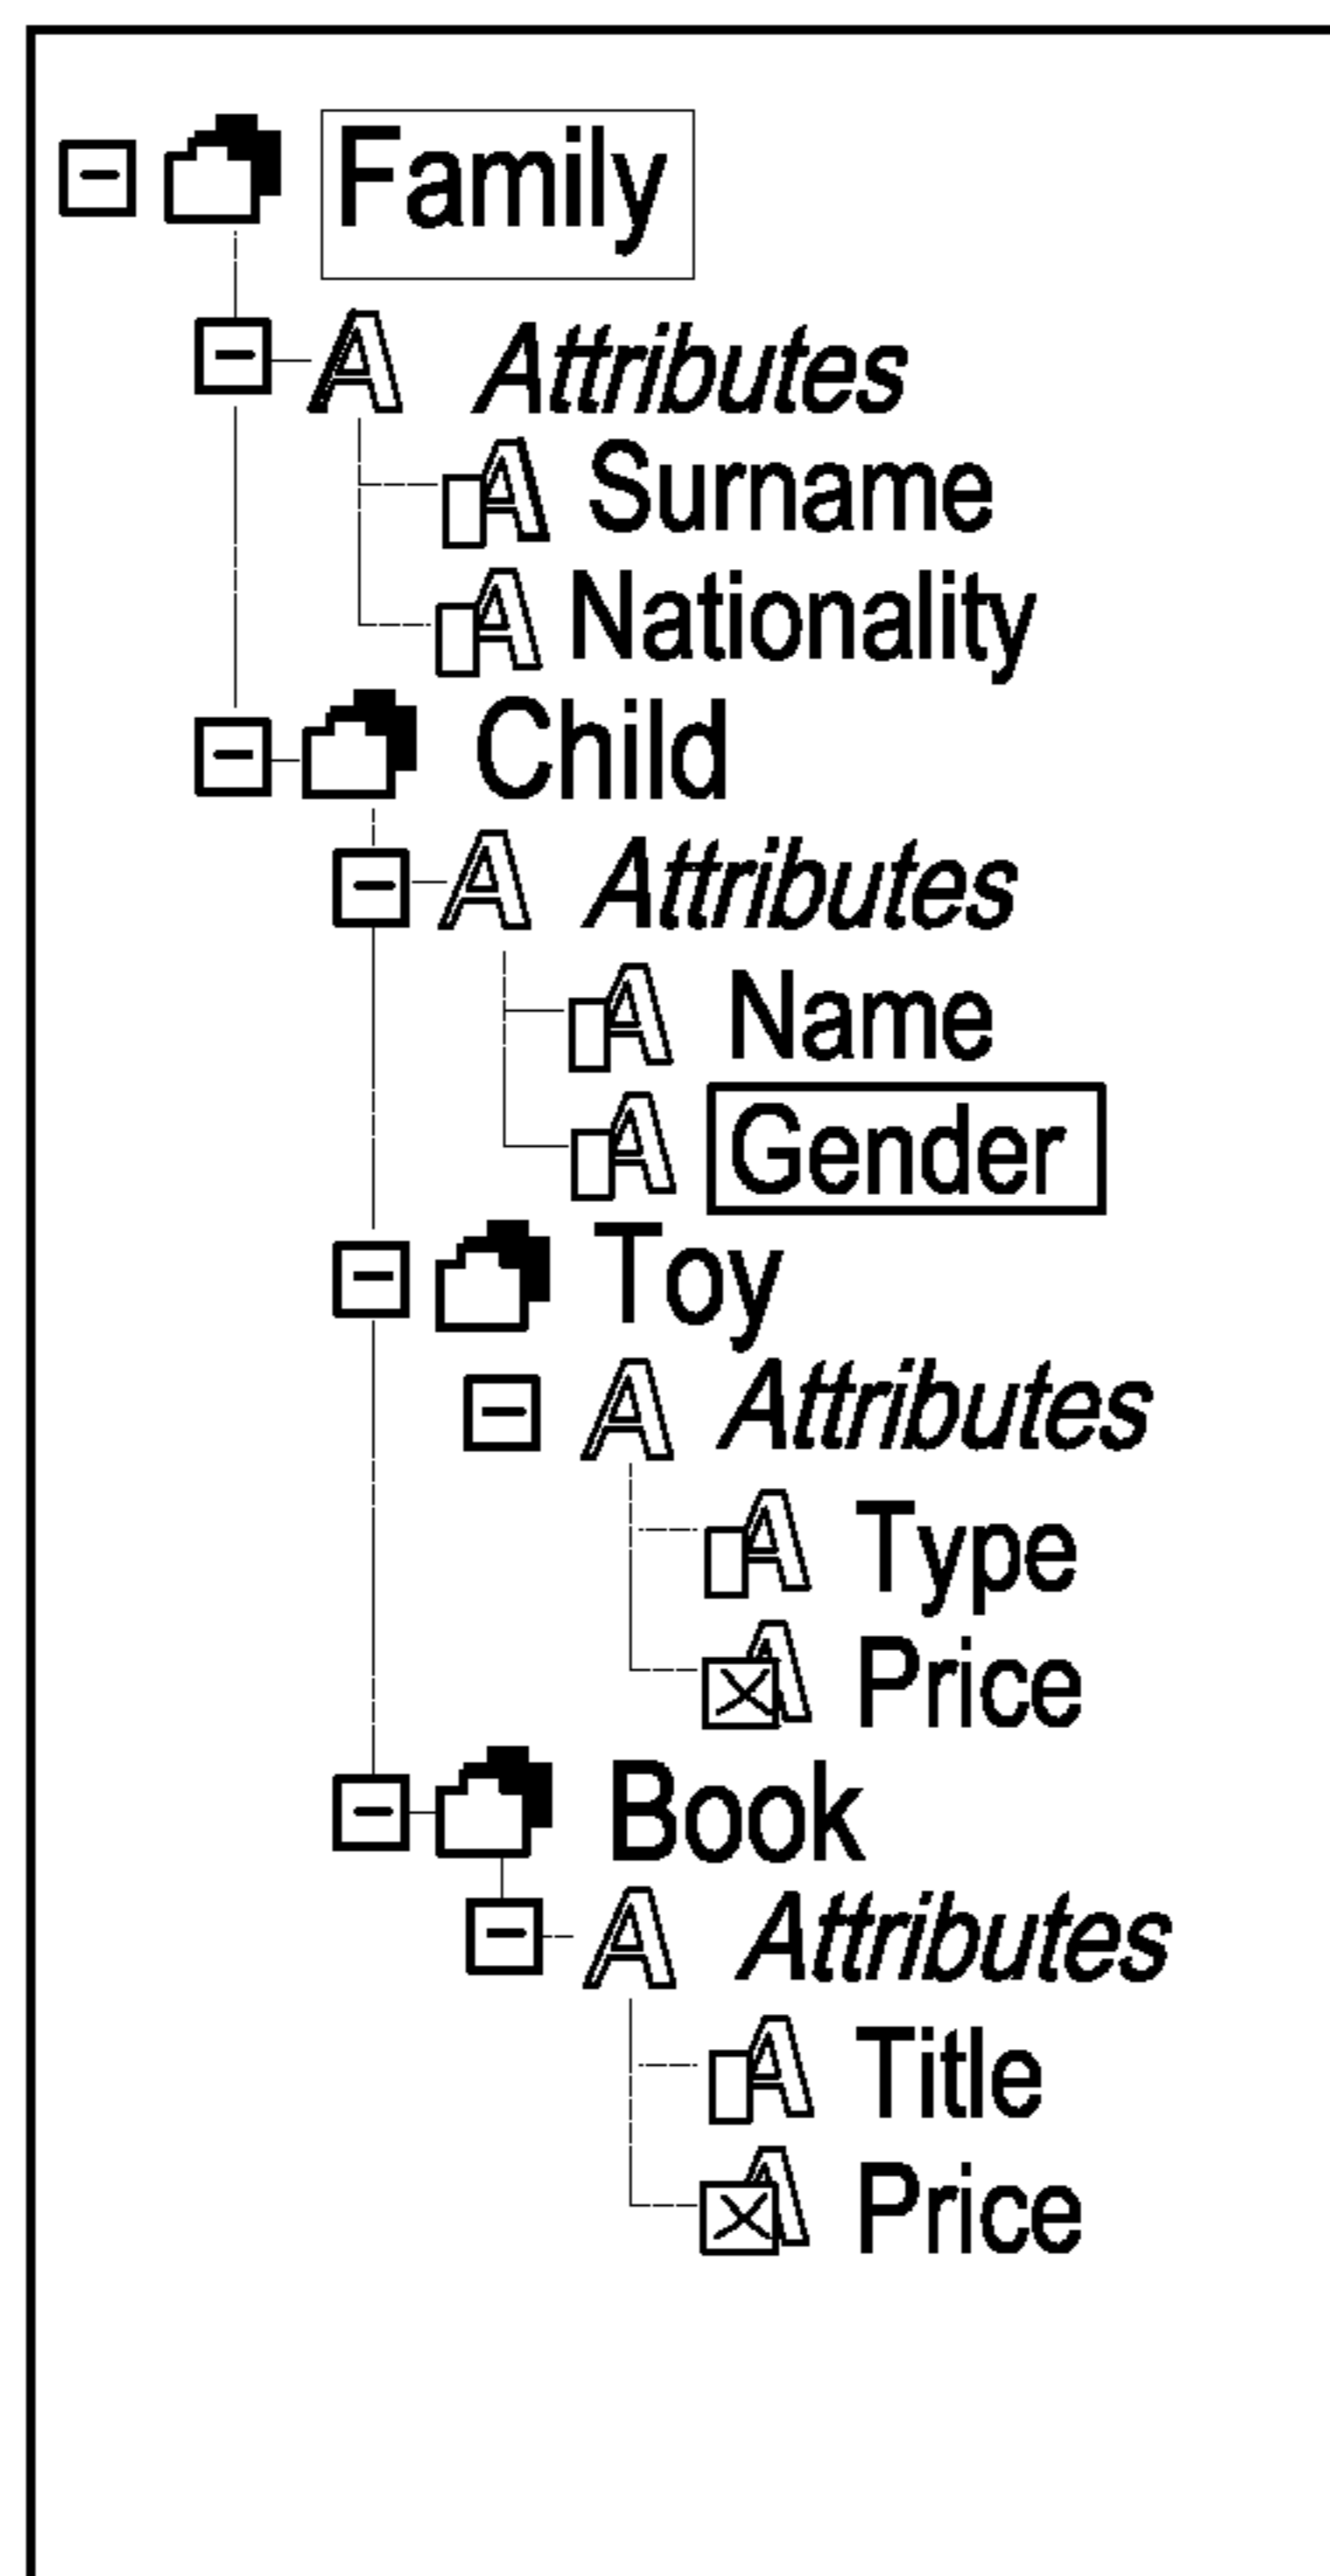 Family
Attributes
Surname
Nationality
Child
Attributes
Name
Gender
Toy
Attributes
Type
Price
Book
Attributes
Title
Price